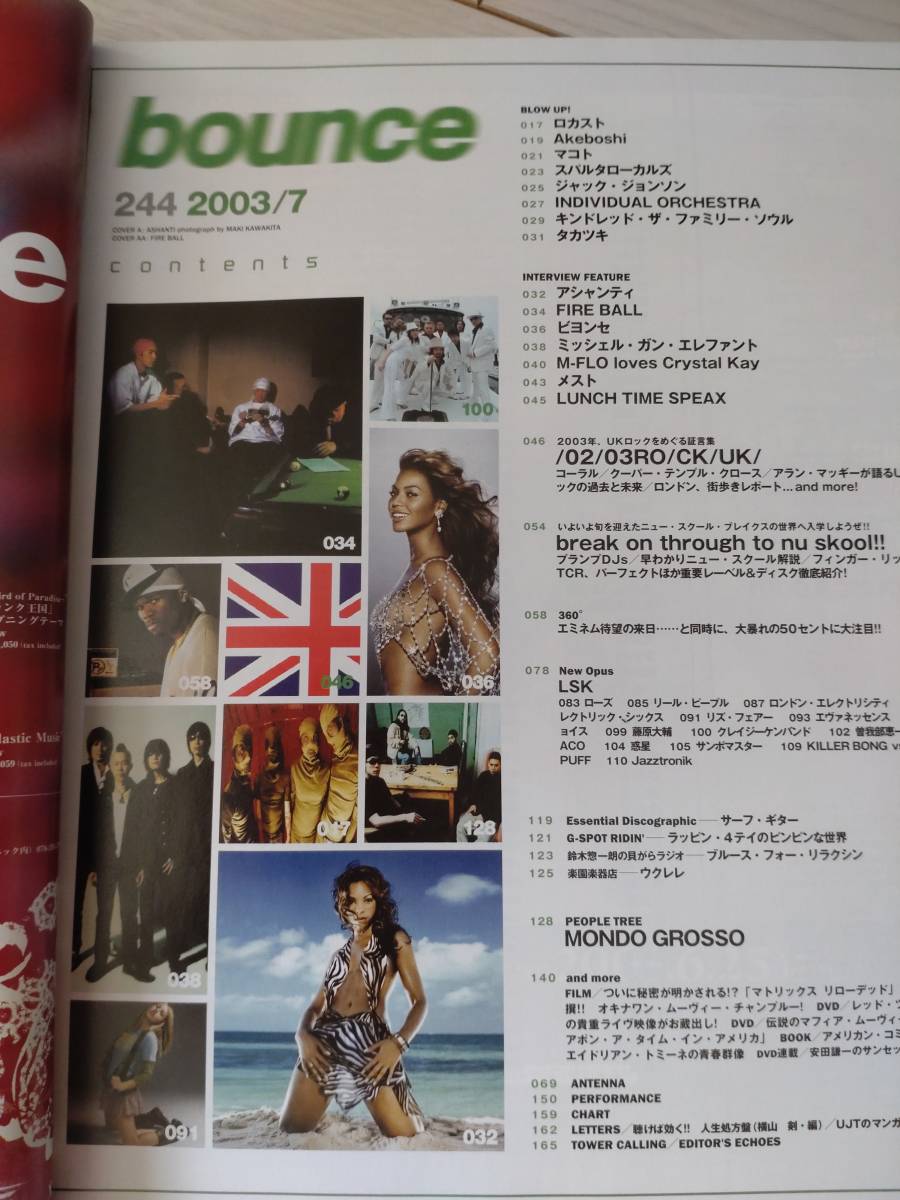 bounce
244 2003/7
COVER A: ASHANTI photograph by MAKI KAWAKITA
COVER AA: FIRE BALL
contents
034
100
036
058
046
038
017
128
091
032
BLOW UP!
017 ロカスト
019 Akeboshi
021 マコト
023 スパルタローカルズ
025 ジャック・ジョンソン
027 INDIVIDUAL ORCHESTRA
029 キンドレッド・ザ・ファミリー・ソウル
031 タカツキ
INTERVIEW FEATURE
032 アシャンティ
034 FIRE BALL
036 ビヨンセ
038 ミッシェル・ガン・エレファント
040 M-FLO loves Crystal Kay
043 メスト
045 LUNCH TIME SPEAX
046 2003年、UKロックをめぐる証言集
/02/03RO/CK/UK/
コーラル/クーパー・テンプル・クロース/アラン・マッギーが語るU
ックの過去と未来/ロンドン、街歩きレポート...and more!
054 いよいよ旬を迎えたニュー・スクール・ブレイクスの世界へ入学しようぜ!!
break on through to nu skool!!
プランプDJs/早わかりニュー・スクール解説/フィンガー・リッ
TCR、パーフェクトほか重要レーベル&ディスク徹底紹介!
058 360°
エミネム待望の来日……と同時に、大暴れの50セントに大注目!!
078 New Opus
LSK
083 ローズ 085 リール・ピープル 087 ロンドン・エレクトリシティ
レクトリック・シックス 091 リズ・フェアー 093 エヴァネッセンス
ョイス 099 藤原大輔 100 クレイジーケンバンド 102 曽我部恵一
ACO 104 惑星 105 サンボマスター 109 KILLER BONG vs
PUFF 110 Jazztronik
119 Essential Discographic──サーフ・ギター
121 G-SPOT RIDIN'──ラッピン・4テイのピンピンな世界
123 鈴木惣一朗の貝がらラジオ──ブルース・フォー・リラクシン
125 楽園楽器店──ウクレレ
128 PEOPLE TREE
MONDO GROSSO
140 and more
FILM/ついに秘密が明かされる!?「マトリックス リローデッド」
撰!! オキナワン・ムーヴィー・チャンプルー! DVD/レッド・ツ
の貴重ライヴ映像がお蔵出し! DVD/伝説のマフィア・ムーヴィー
アポン・ア・タイム・イン・アメリカ」 BOOK/アメリカン・コミ
エイドリアン・トミーネの青春群像 DVD連載/安田謙一のサンセッ
069 ANTENNA
150 PERFORMANCE
159 CHART
162 LETTERS/聴けば効く!! 人生処方盤(横山 剣・編)/UJTのマンガ
165 TOWER CALLING/EDITOR'S ECHOES